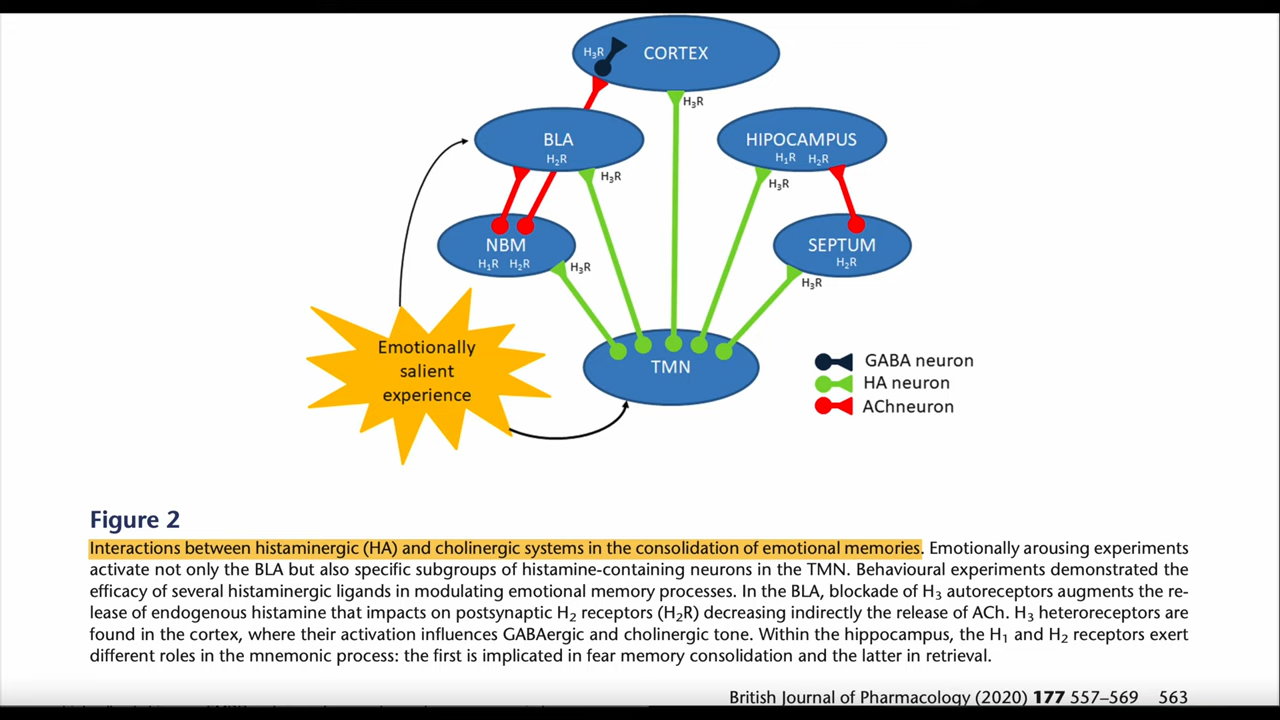 H₃R
CORTEX
H₃R
BLA
H₂R
H₃R
HIPOCAMPUS
H₁R H₂R
H₃R
NBM
H₁R H₂R
H₃R
SEPTUM
H₂R
H₃R
Emotionally
salient
experience
TMN
GABA neuron
HA neuron
AChneuron
Figure 2
Interactions between histaminergic (HA) and cholinergic systems in the consolidation of emotional memories. Emotionally arousing experiments
activate not only the BLA but also specific subgroups of histamine-containing neurons in the TMN. Behavioural experiments demonstrated the
efficacy of several histaminergic ligands in modulating emotional memory processes. In the BLA, blockade of H₃ autoreceptors augments the re-
lease of endogenous histamine that impacts on postsynaptic H₂ receptors (H₂R) decreasing indirectly the release of ACh. H₃ heteroreceptors are
found in the cortex, where their activation influences GABAergic and cholinergic tone. Within the hippocampus, the H₁ and H₂ receptors exert
different roles in the mnemonic process: the first is implicated in fear memory consolidation and the latter in retrieval.
British Journal of Pharmacology (2020) 177 557–569 563